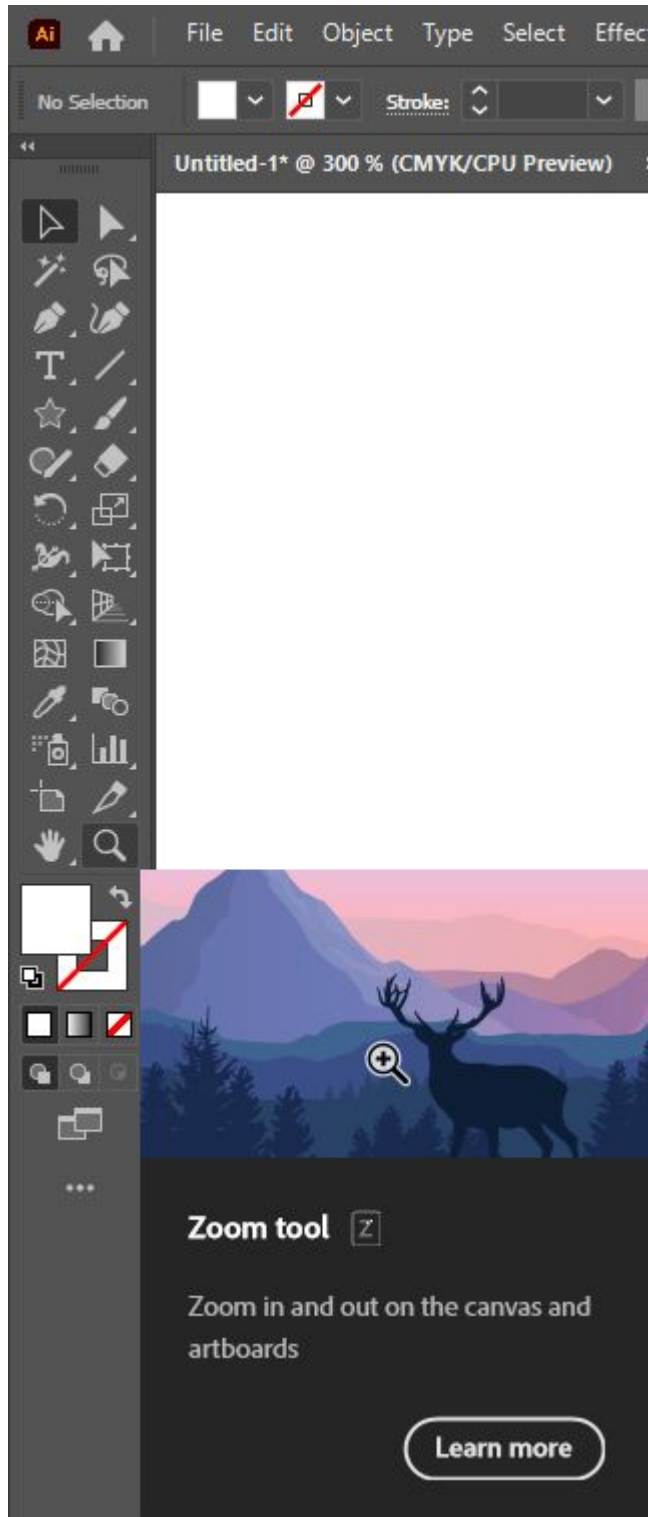 Ai File Edit Object Type Select Effec
No Selection Stroke:
Untitled-1* @ 300 % (CMYK/CPU Preview)
Zoom tool Z
Zoom in and out on the canvas and
artboards
Learn more